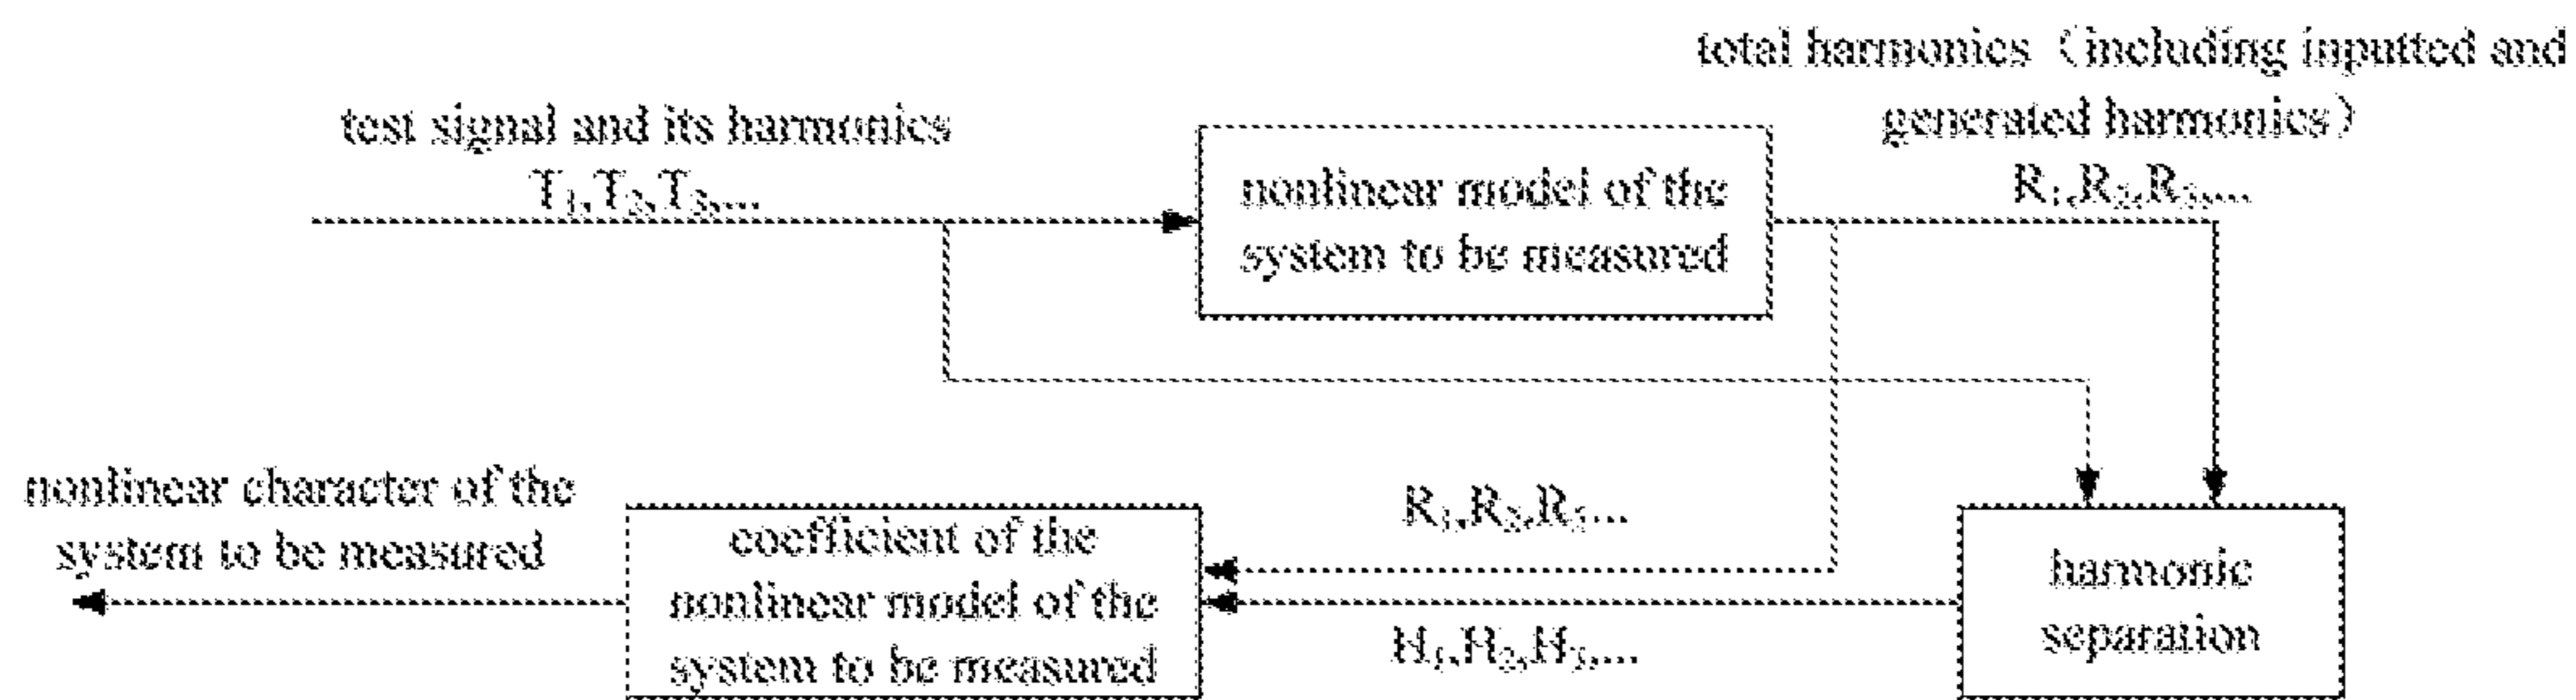 total harmonics（including inputted and
generated harmonics）
R₁,R₂,R₃,...
test signal and its harmonics
T₁,T₂,T₃,...
nonlinear model of the
system to be measured
R₁,R₂,R₃...
nonlinear character of the
system to be measured
coefficient of the
nonlinear model of the
system to be measured
H₁,H₂,H₃,...
harmonic
separation